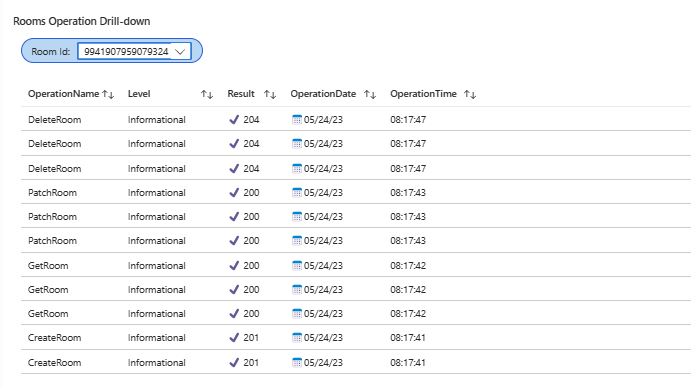 Rooms Operation Drill-down
Room Id: 9941907959079324
OperationName Level Result OperationDate OperationTime
DeleteRoom Informational 204 05/24/23 08:17:47
DeleteRoom Informational 204 05/24/23 08:17:47
DeleteRoom Informational 204 05/24/23 08:17:47
PatchRoom Informational 200 05/24/23 08:17:43
PatchRoom Informational 200 05/24/23 08:17:43
PatchRoom Informational 200 05/24/23 08:17:43
GetRoom Informational 200 05/24/23 08:17:42
GetRoom Informational 200 05/24/23 08:17:42
GetRoom Informational 200 05/24/23 08:17:42
CreateRoom Informational 201 05/24/23 08:17:41
CreateRoom Informational 201 05/24/23 08:17:41